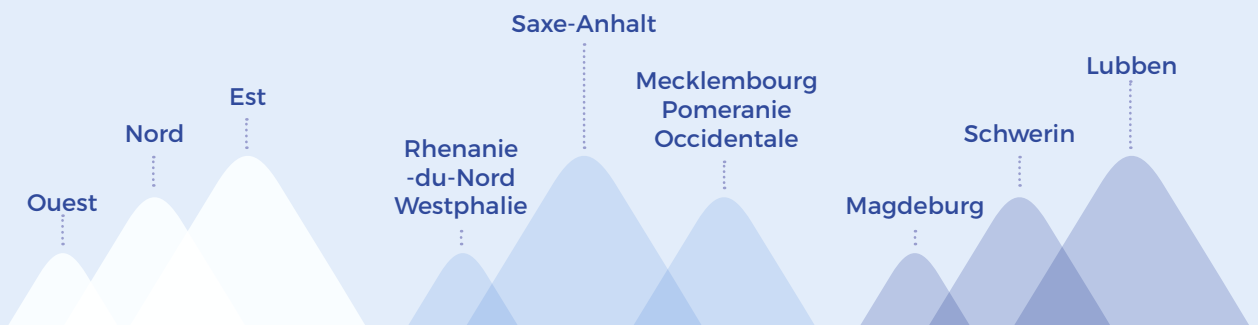 Ouest
Nord
Est
Rhenanie
-du-Nord
Westphalie
Saxe-Anhalt
Mecklembourg
Pomeranie
Occidentale
Magdeburg
Schwerin
Lubben